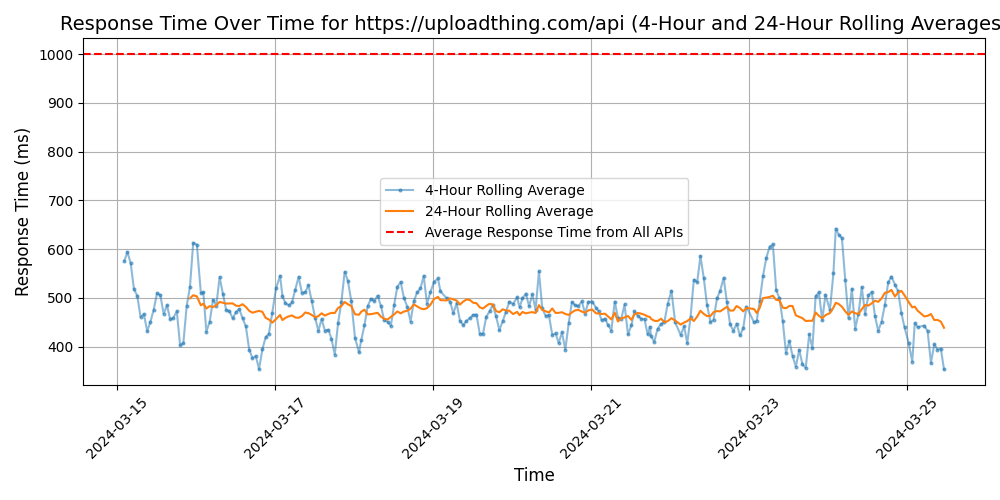 Response Time Over Time for https://uploadthing.com/api (4-Hour and 24-Hour Rolling Averages
Response Time (ms)
1000
900
800
700
600
500
400
4-Hour Rolling Average
24-Hour Rolling Average
Average Response Time from All APIs
2024-03-15
2024-03-17
2024-03-19
2024-03-21
2024-03-23
2024-03-25
Time